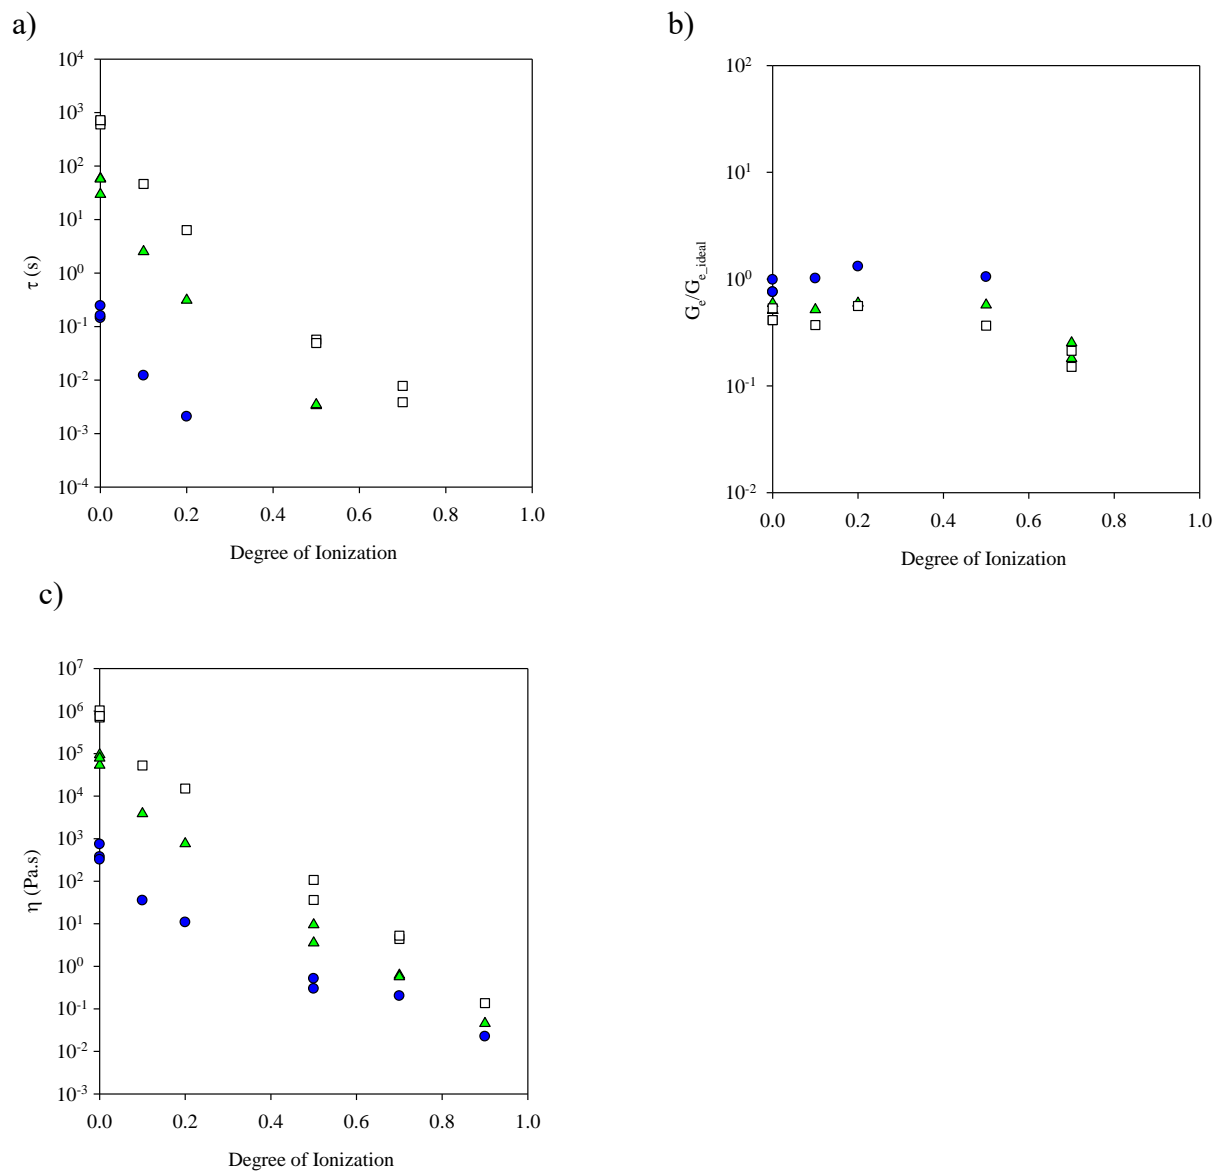 a)
10^4
10^3
10^2
10^1
10^0
10^-1
10^-2
10^-3
10^-4
τ (s)
0.0 0.2 0.4 0.6 0.8 1.0
Degree of Ionization
b)
10^2
10^1
10^0
10^-1
10^-2
G_e/G_e_ideal
0.0 0.2 0.4 0.6 0.8 1.0
Degree of Ionization
c)
10^7
10^6
10^5
10^4
10^3
10^2
10^1
10^0
10^-1
10^-2
10^-3
η (Pa.s)
0.0 0.2 0.4 0.6 0.8 1.0
Degree of Ionization